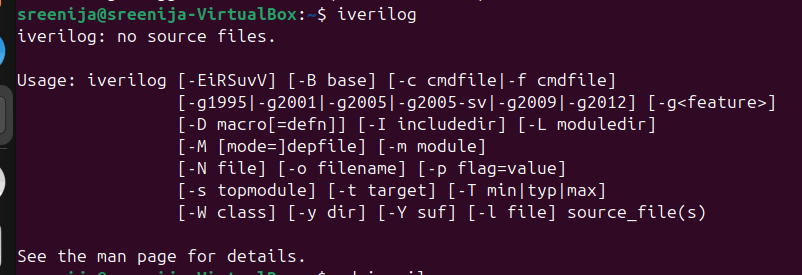 sreenija@sreenija-VirtualBox:~$ iverilog
iverilog: no source files.

Usage: iverilog [-EiRSuvV] [-B base] [-c cmdfile|-f cmdfile]
                [-g1995|-g2001|-g2005|-g2005-sv|-g2009|-g2012] [-g<feature>]
                [-D macro[=defn]] [-I includedir] [-L moduledir]
                [-M [mode=]depfile] [-m module]
                [-N file] [-o filename] [-p flag=value]
                [-s topmodule] [-t target] [-T min|typ|max]
                [-W class] [-y dir] [-Y suf] [-l file] source_file(s)

See the man page for details.